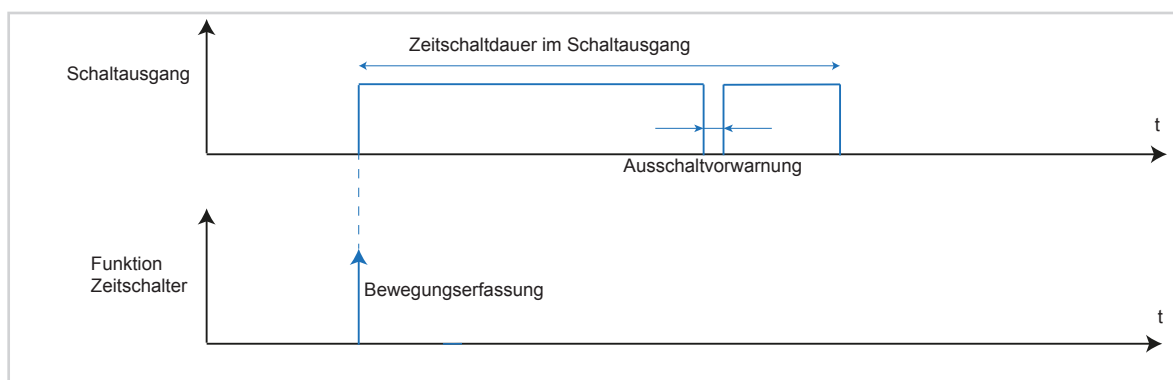 Zeitschaltdauer im Schaltausgang
Schaltausgang
t
Ausschaltvorwarnung
Funktion
Zeitschalter
Bewegungserfassung
t